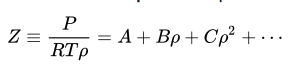 Z ≡ P/(RTρ) = A + Bρ + Cρ² + ···